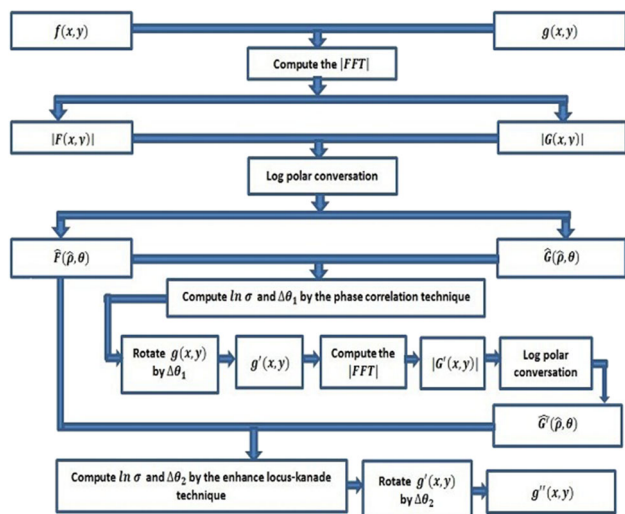 f(x,y)
g(x,y)
Compute the |FFT|
|F(x,y)|
|G(x,y)|
Log polar conversation
F̂(ρ̂,θ)
Ĝ(ρ̂,θ)
Compute ln σ and Δθ₁ by the phase correlation technique
Rotate g(x,y)
by Δθ₁
g′(x,y)
Compute the
|FFT|
|G′(x,y)|
Log polar
conversation
Ĝ′(ρ̂,θ)
Compute ln σ and Δθ₂ by the enhance locus-kanade
technique
Rotate g′(x,y)
by Δθ₂
g′′(x,y)